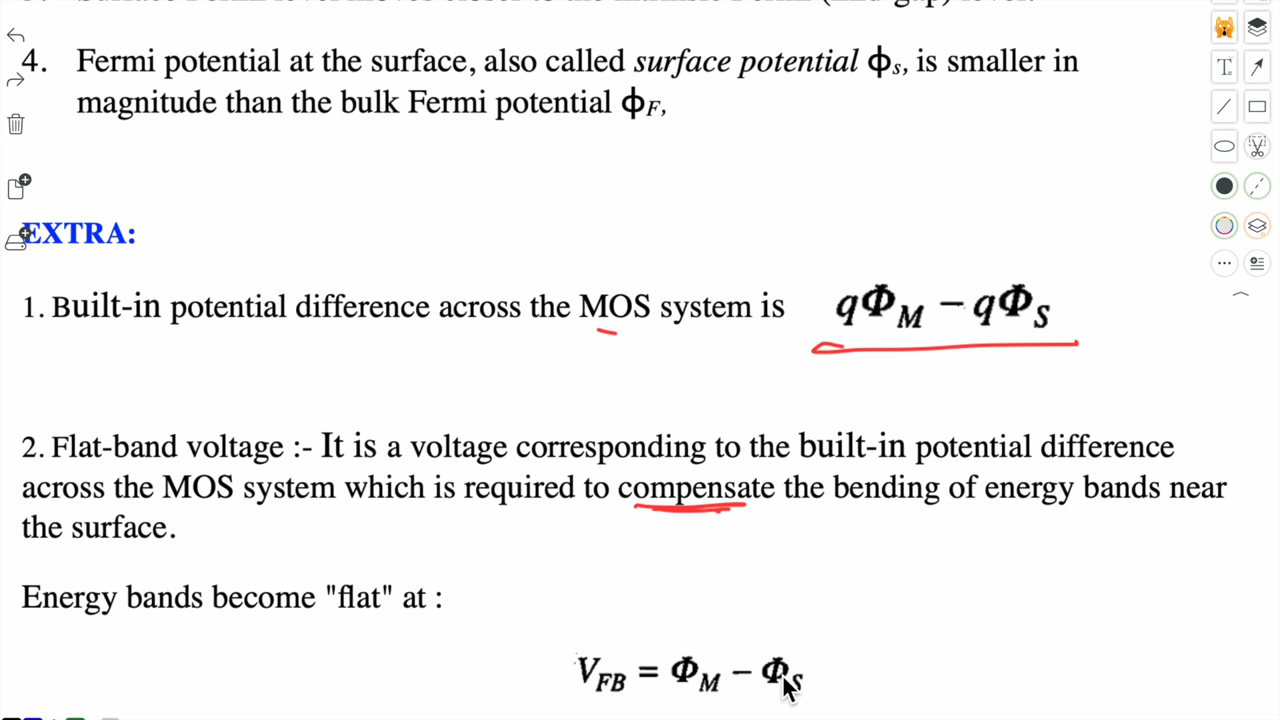 4. Fermi potential at the surface, also called surface potential ϕs, is smaller in
magnitude than the bulk Fermi potential ϕF,
EXTRA:
1. Built-in potential difference across the MOS system is qΦM − qΦS
2. Flat-band voltage :- It is a voltage corresponding to the built-in potential difference
across the MOS system which is required to compensate the bending of energy bands near
the surface.
Energy bands become "flat" at :
VFB = ΦM − ΦS